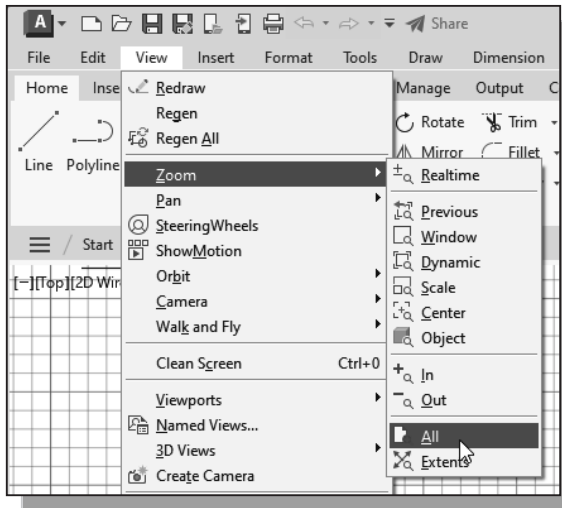 A Share
File Edit View Insert Format Tools Draw Dimension
Home Inse Manage Output C
Line Polyline
Rotate Trim
Mirror Fillet
Start
[−][Top][2D Wir
Redraw
Regen
Regen All
Zoom
Pan
SteeringWheels
ShowMotion
Orbit
Camera
Walk and Fly
Clean Screen Ctrl+0
Viewports
Named Views...
3D Views
Create Camera
Realtime
Previous
Window
Dynamic
Scale
Center
Object
In
Out
All
Extents